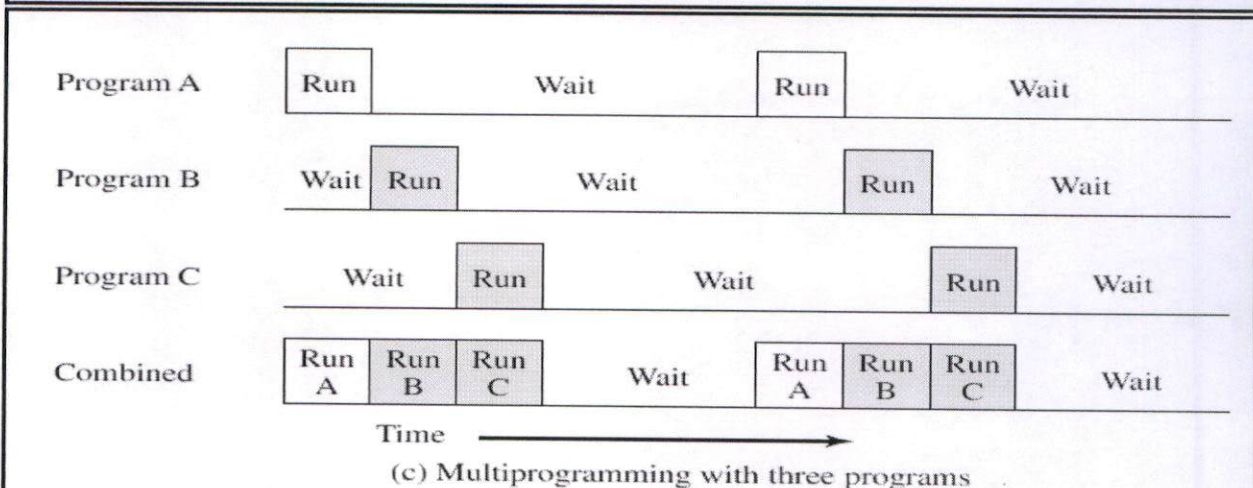 Program A Run Wait Run Wait
Program B Wait Run Wait Run Wait
Program C Wait Run Wait Run Wait
Combined Run A Run B Run C Wait Run A Run B Run C Wait
Time
(c) Multiprogramming with three programs